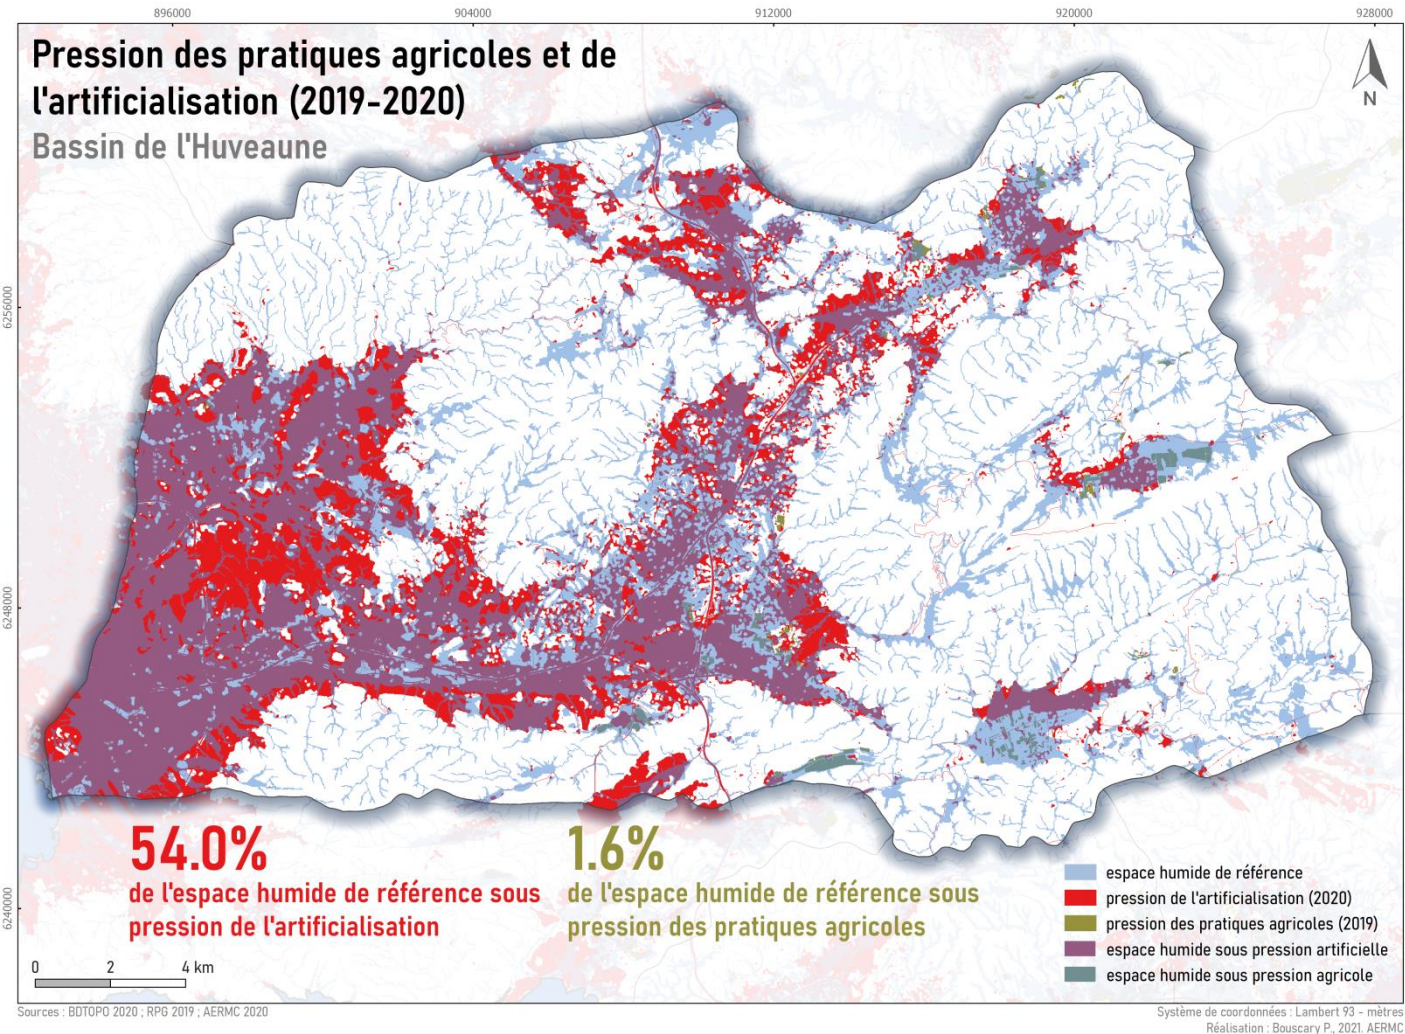 896000
904000
912000
920000
928000
Pression des pratiques agricoles et de
l'artificialisation (2019-2020)
Bassin de l'Huveaune
N
6256000
6248000
6240000
54.0%
de l'espace humide de référence sous
pression de l'artificialisation
1.6%
de l'espace humide de référence sous
pression des pratiques agricoles
espace humide de référence
pression de l'artificialisation (2020)
pression des pratiques agricoles (2019)
espace humide sous pression artificielle
espace humide sous pression agricole
0 2 4 km
Sources : BDTOPO 2020 ; RPG 2019 ; AERMC 2020
Système de coordonnées : Lambert 93 - mètres
Réalisation : Bouscary P., 2021. AERMC